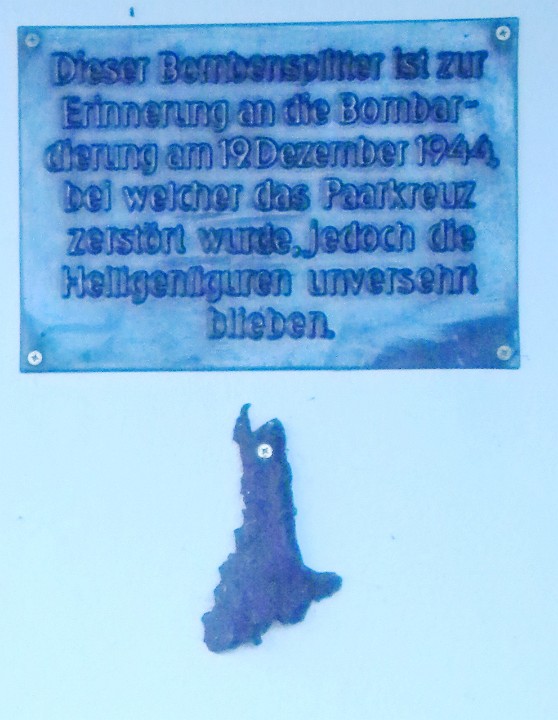 Dieser Bombensplitter ist zur
Erinnerung an die Bombar-
dierung am 19.Dezember 1944,
bei welcher das Paarkreuz
zerstört wurde, jedoch die
Heiligenfiguren unversehrt
blieben.